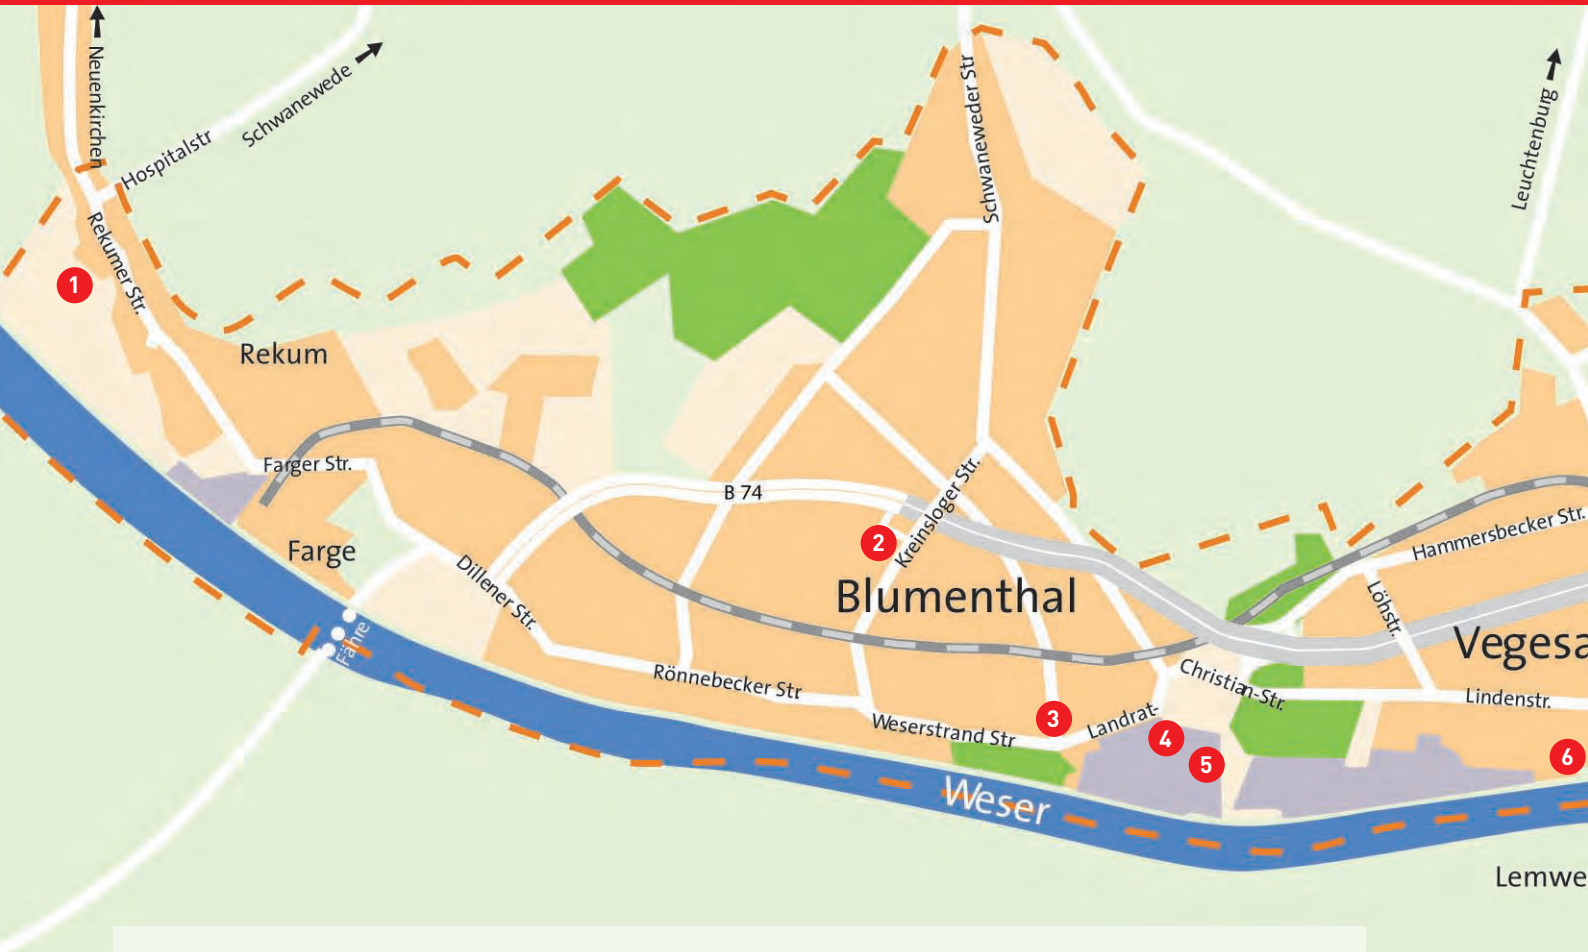 Neuenkirchen
Hospitalstr
Schwanewede
Schwaneweder Str
Leuchtenburg
Rekumer Str.
1
Rekum
Farger Str.
B 74
Kreinsloger Str.
2
Hammersbecker Str.
Farge
Dillener Str.
Blumenthal
Löhstr.
Vegesa
Fähre
Rönnebecker Str
Christian-Str.
Lindenstr.
Weserstrand Str
3
Landrat-
4
5
6
Weser
Lemwe